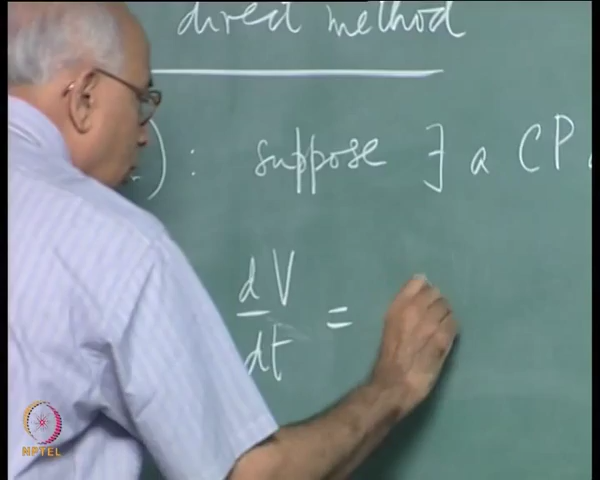 direct method
) : suppose ∃ a CP
dV/dt =
NPTEL